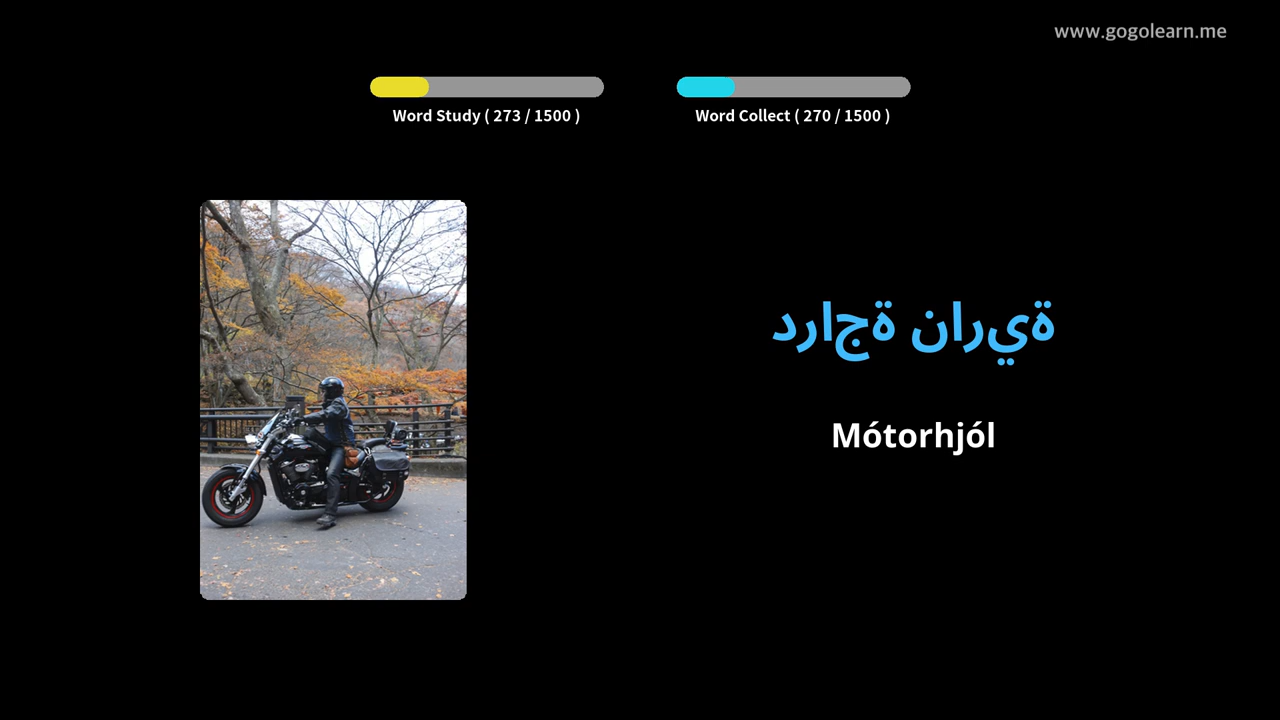 www.gogolearn.me
Word Study ( 273 / 1500 )
Word Collect ( 270 / 1500 )
دراجة نارية
Mótorhjól